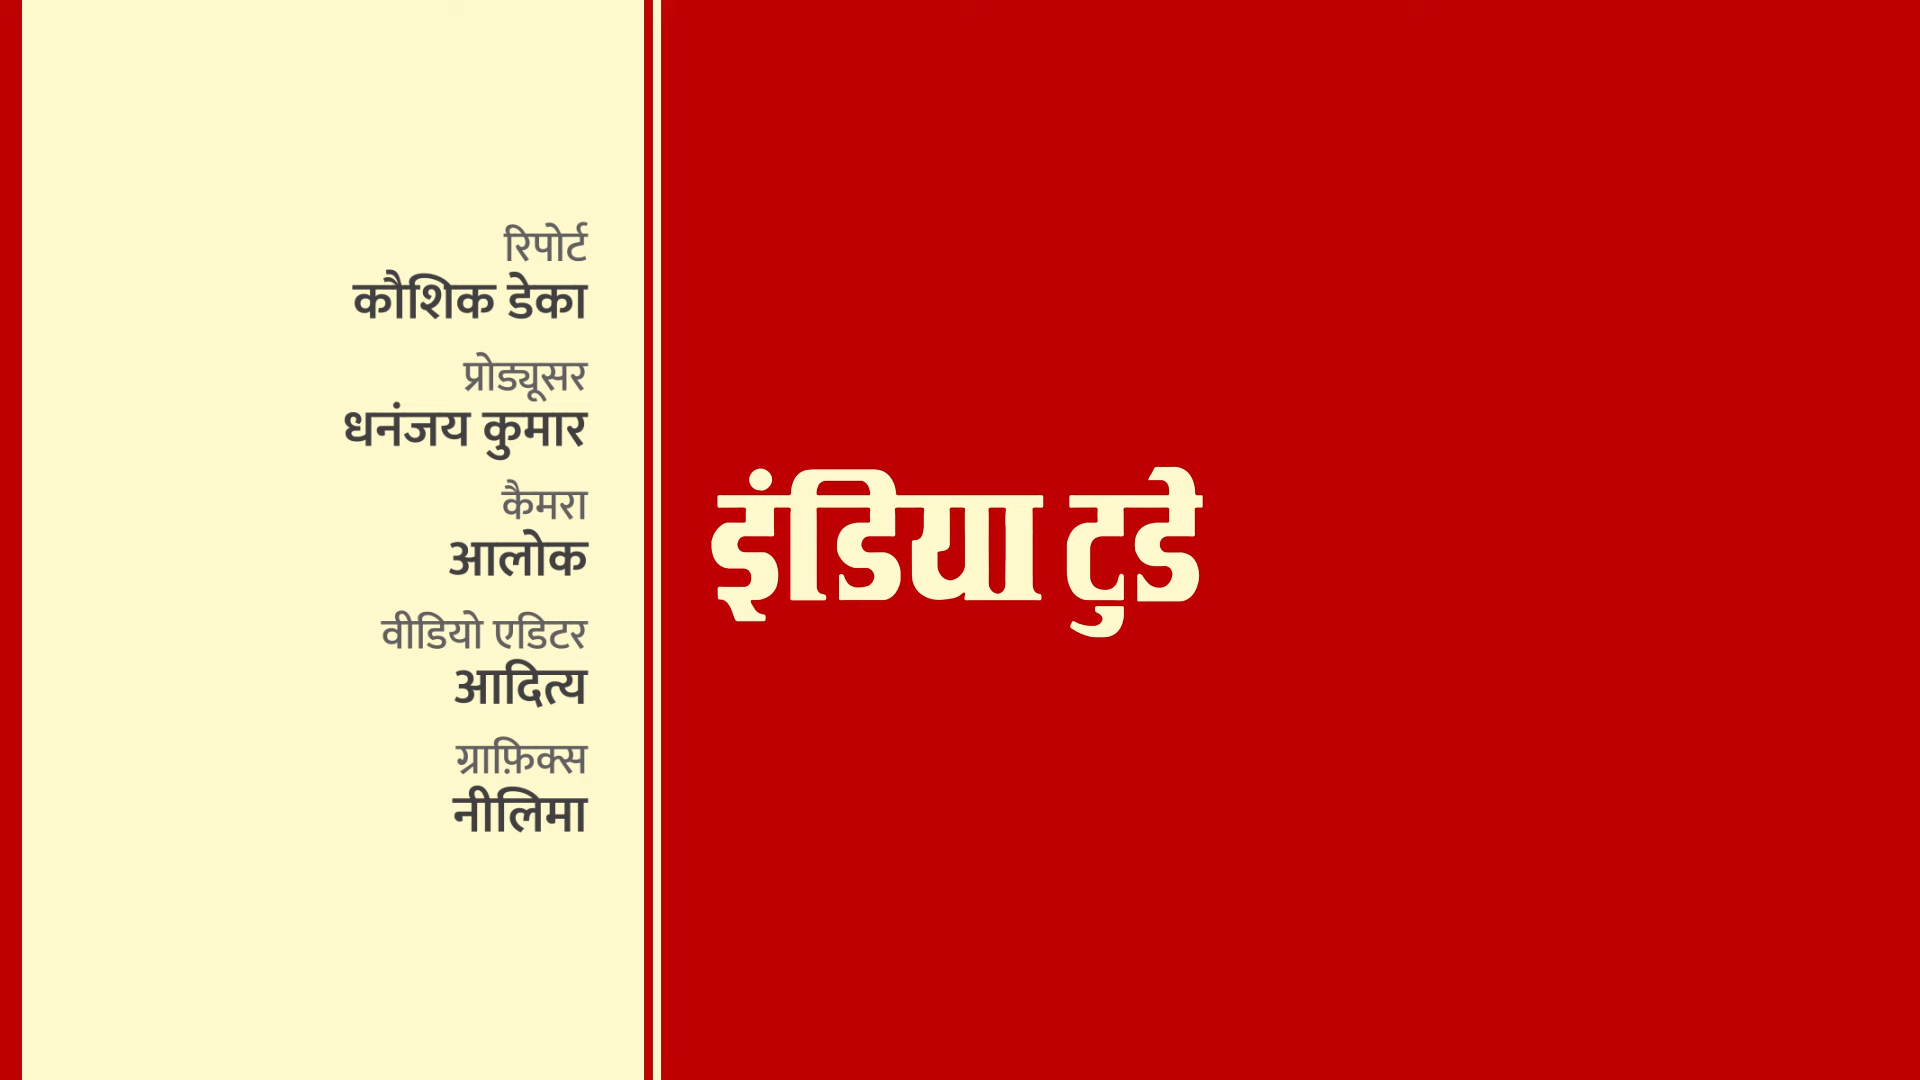 रिपोर्ट
कौशिक डेका
प्रोड्यूसर
धनंजय कुमार
कैमरा
आलोक
वीडियो एडिटर
आदित्य
ग्राफ़िक्स
नीलिमा
इंडिया टुडे